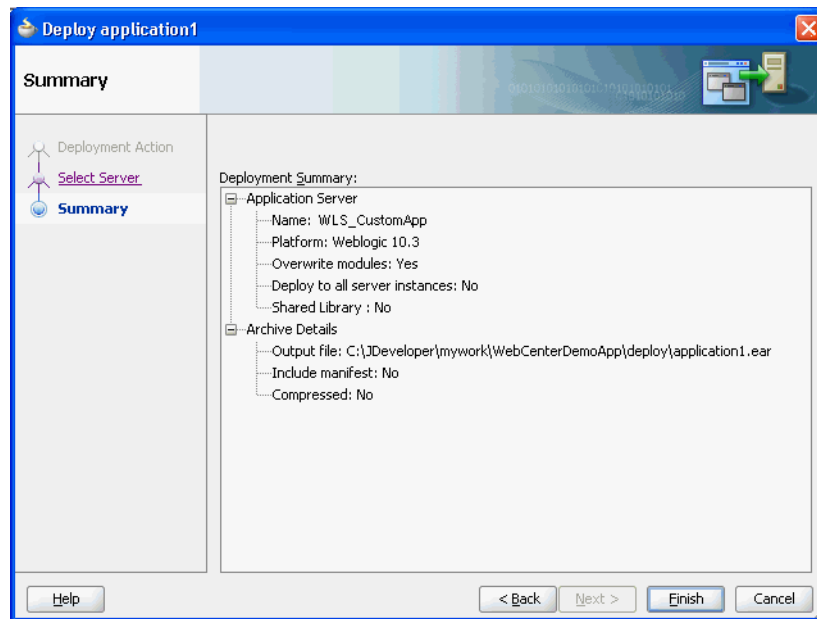 Deploy application1
Summary
Deployment Action
Select Server
Summary
Deployment Summary:
Application Server
Name: WLS_CustomApp
Platform: Weblogic 10.3
Overwrite modules: Yes
Deploy to all server instances: No
Shared Library : No
Archive Details
Output file: C:\JDeveloper\mywork\WebCenterDemoApp\deploy\application1.ear
Include manifest: No
Compressed: No
Help
< Back
Next >
Finish
Cancel